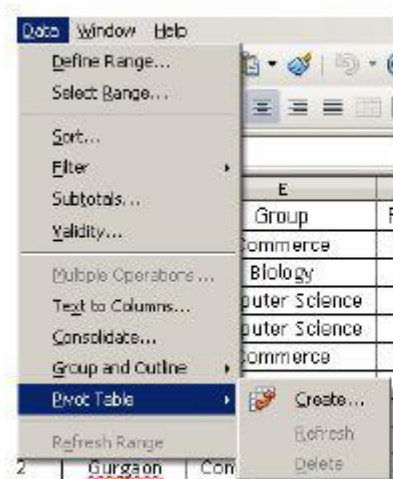 Data Window Help
Define Range...
Select Range...
Sort...
Filter
Subtotals...
Validity...
Multiple Operations...
Text to Columns...
Consolidate...
Group and Outline
Pivot Table
Refresh Range
Create...
Refresh
Delete
E
Group
ommerce
Biology
puter Science
puter Science
ommerce
2 Gurgaon Com